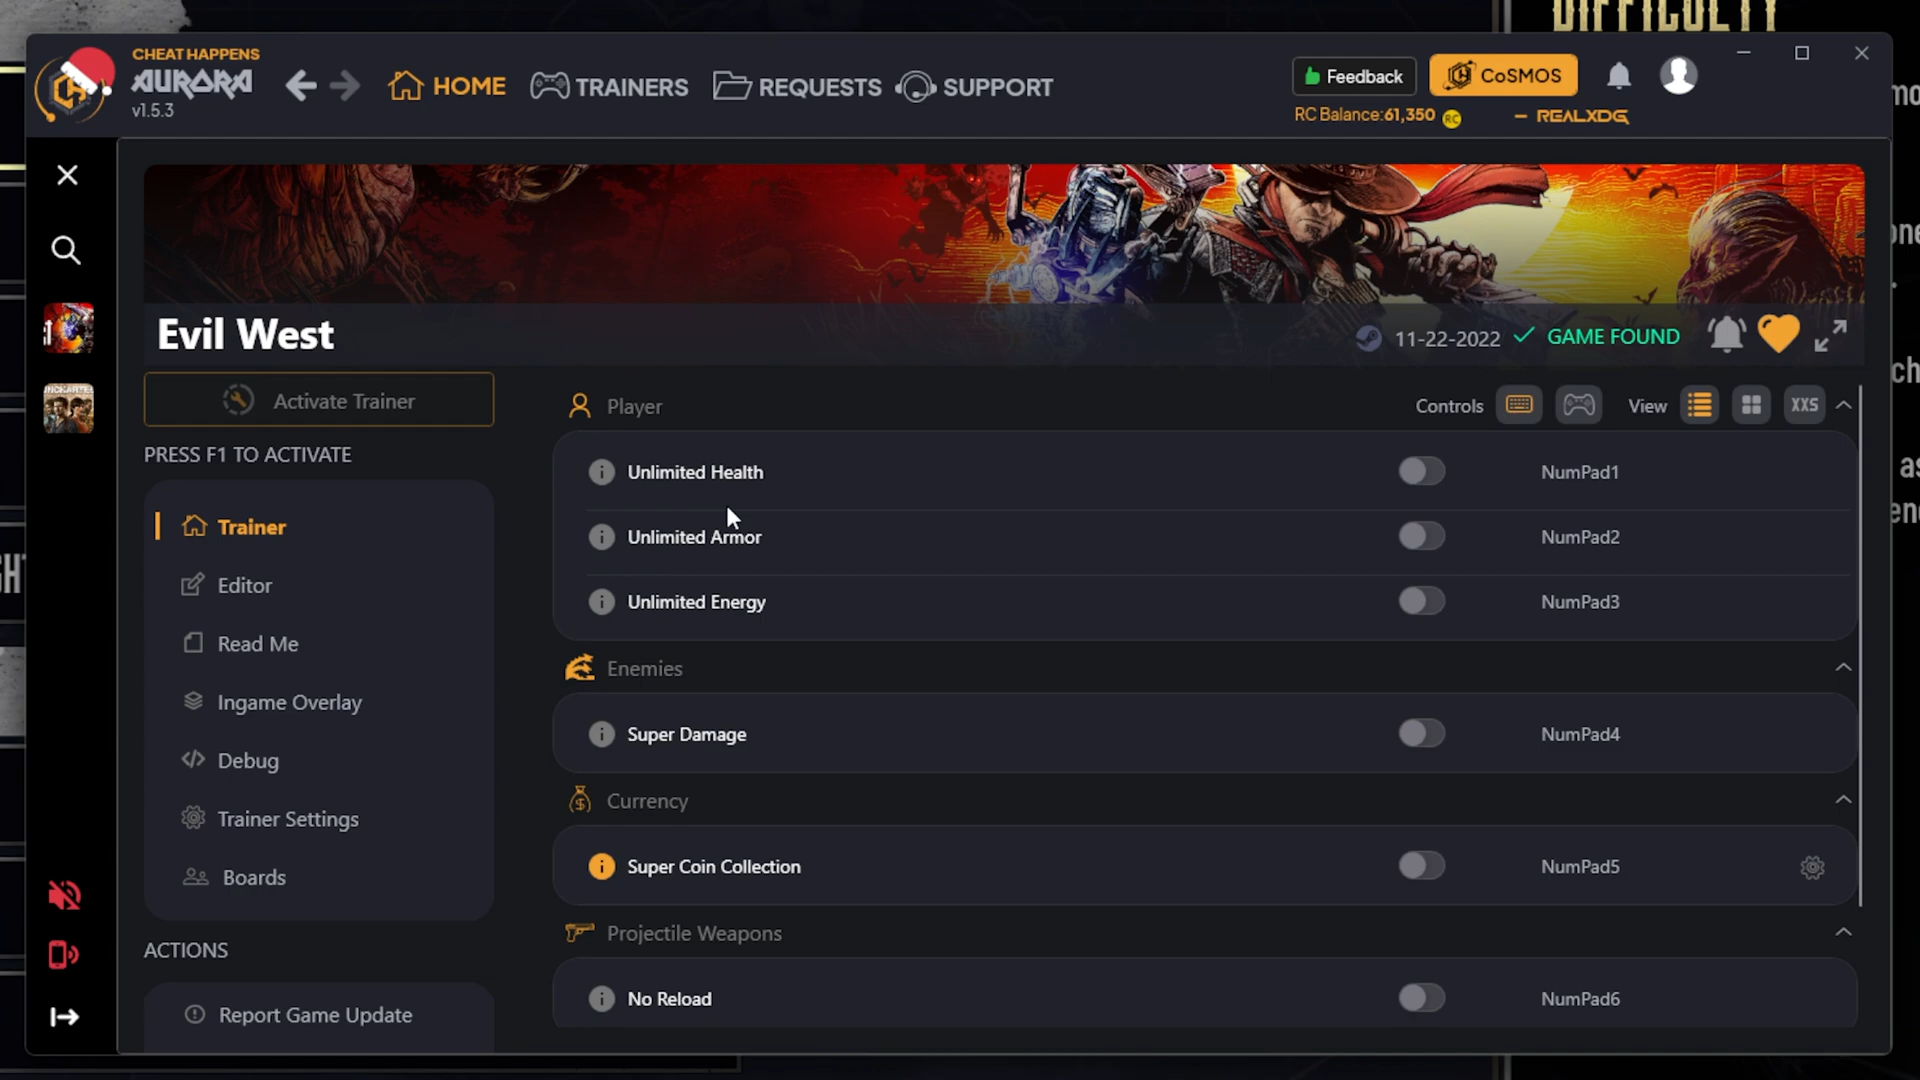 DIFFICULTY
CHEAT HAPPENS
AURORA
v1.5.3
HOME
TRAINERS
REQUESTS
SUPPORT
Feedback
CoSMOS
RC Balance:61,350 RC
REALXDG
Evil West
11-22-2022
GAME FOUND
Activate Trainer
PRESS F1 TO ACTIVATE
Trainer
Editor
Read Me
Ingame Overlay
Debug
Trainer Settings
Boards
ACTIONS
Report Game Update
Player
Controls
View
XXS
Unlimited Health
NumPad1
Unlimited Armor
NumPad2
Unlimited Energy
NumPad3
Enemies
Super Damage
NumPad4
Currency
Super Coin Collection
NumPad5
Projectile Weapons
No Reload
NumPad6